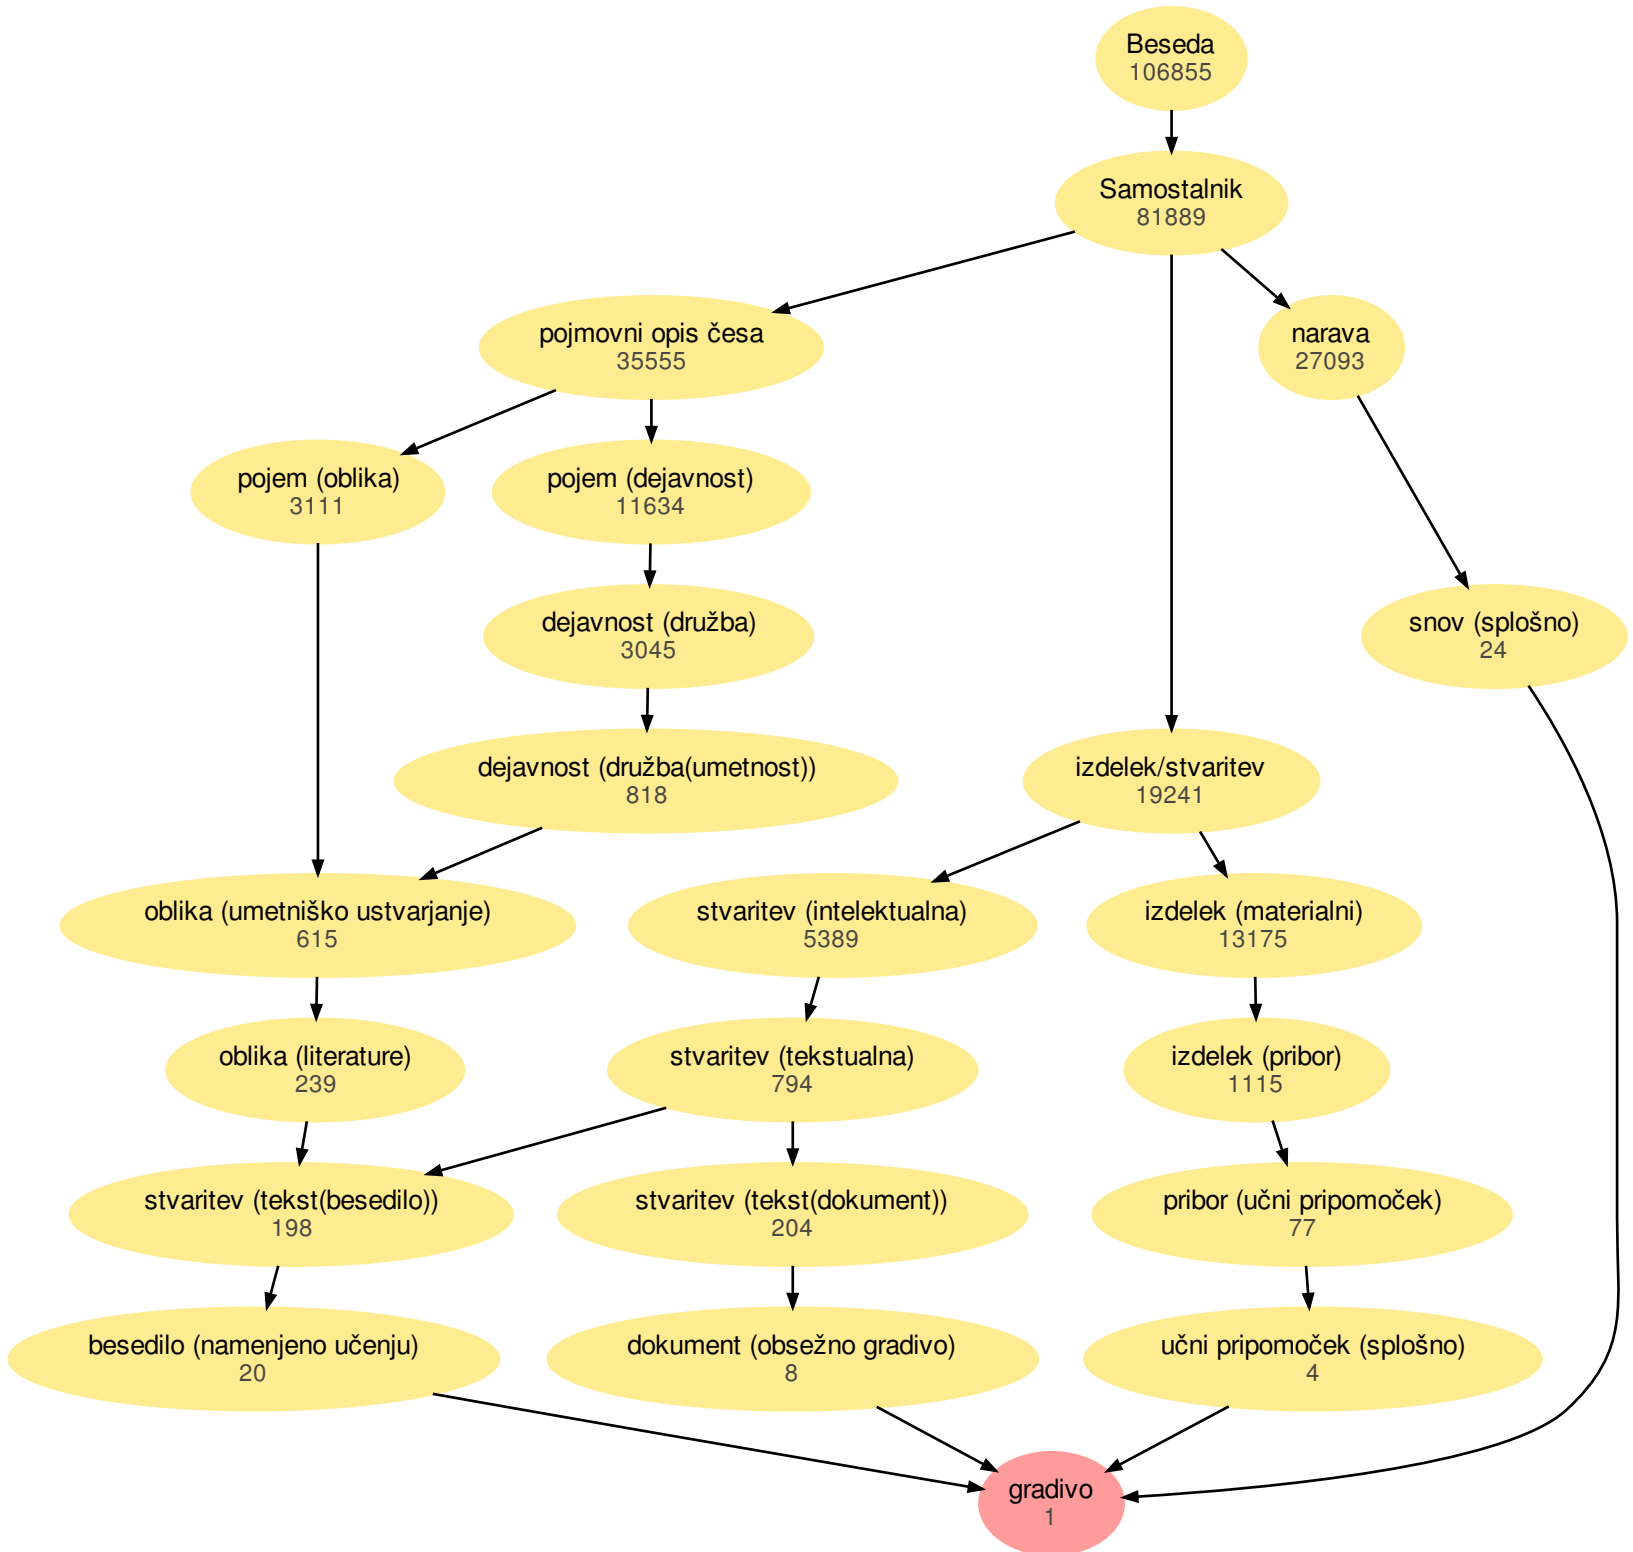 Beseda
106855
Samostalnik
81889
pojmovni opis česa
35555
narava
27093
pojem (oblika)
3111
pojem (dejavnost)
11634
dejavnost (družba)
3045
snov (splošno)
24
dejavnost (družba(umetnost))
818
izdelek/stvaritev
19241
oblika (umetniško ustvarjanje)
615
stvaritev (intelektualna)
5389
izdelek (materialni)
13175
oblika (literature)
239
stvaritev (tekstualna)
794
izdelek (pribor)
1115
stvaritev (tekst(besedilo))
198
stvaritev (tekst(dokument))
204
pribor (učni pripomoček)
77
besedilo (namenjeno učenju)
20
dokument (obsežno gradivo)
8
učni pripomoček (splošno)
4
gradivo
1